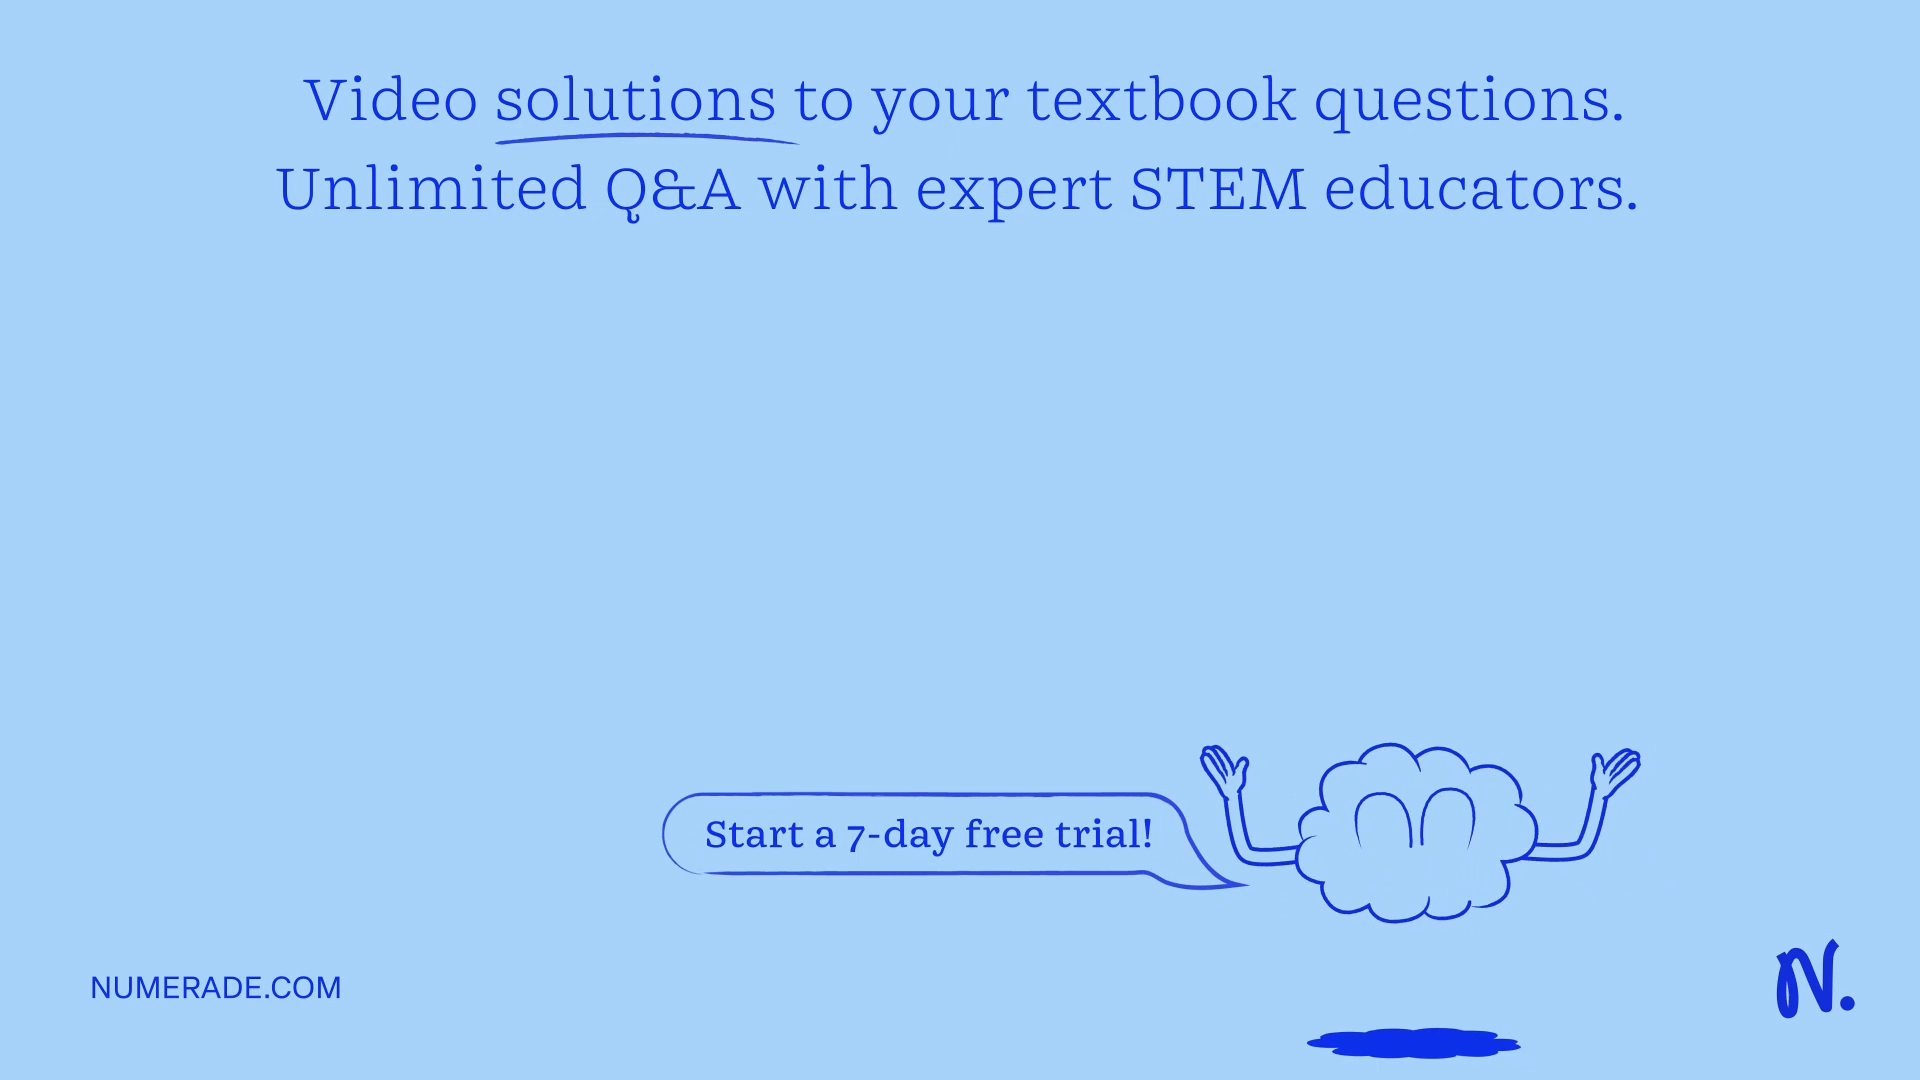 Video solutions to your textbook questions.
Unlimited Q&A with expert STEM educators.
Start a 7-day free trial!
NUMERADE.COM
N.